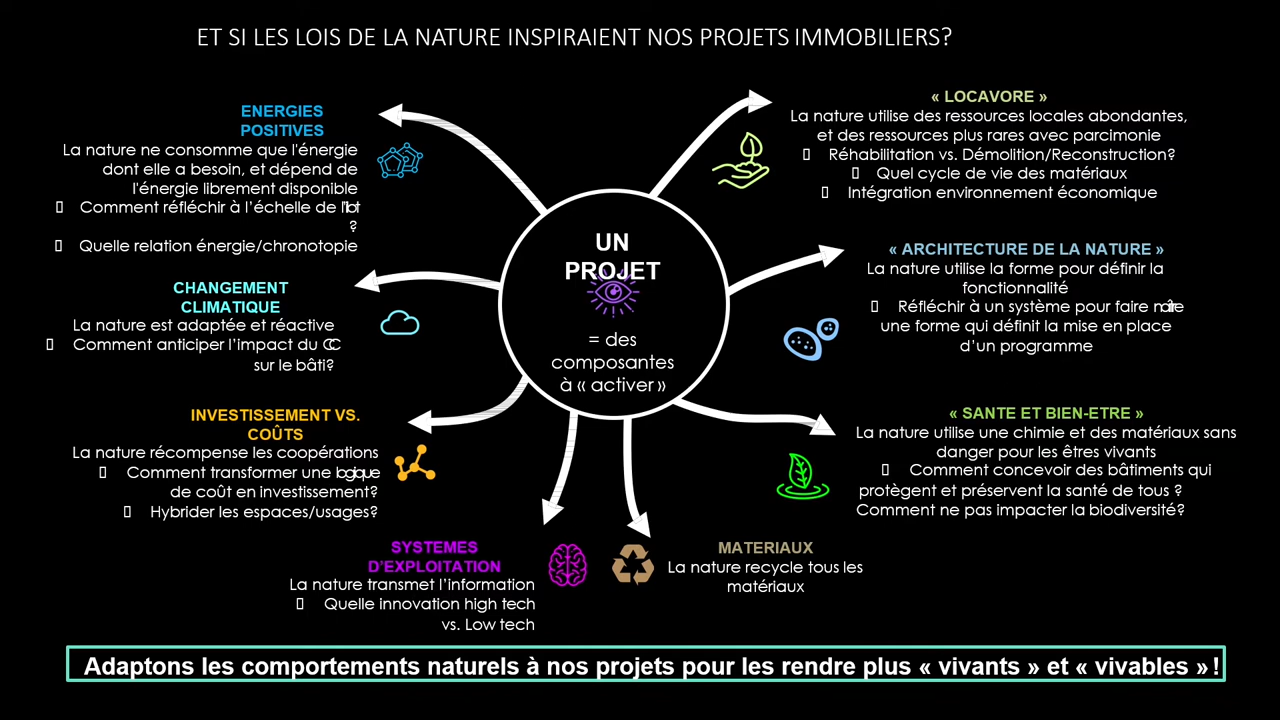 ET SI LES LOIS DE LA NATURE INSPIRAIENT NOS PROJETS IMMOBILIERS?
ENERGIES
POSITIVES
La nature ne consomme que l'énergie
dont elle a besoin, et dépend de
l'énergie librement disponible
Comment réfléchir à l'échelle de l'îlot
?
Quelle relation énergie/chronotopie
CHANGEMENT
CLIMATIQUE
La nature est adaptée et réactive
Comment anticiper l'impact du CC
sur le bâti?
INVESTISSEMENT VS.
COÛTS
La nature récompense les coopérations
Comment transformer une logique
de coût en investissement?
Hybrider les espaces/usages?
SYSTEMES
D'EXPLOITATION
La nature transmet l'information
Quelle innovation high tech
vs. Low tech
UN
PROJET
= des
composantes
à « activer »
« LOCAVORE »
La nature utilise des ressources locales abondantes,
et des ressources plus rares avec parcimonie
Réhabilitation vs. Démolition/Reconstruction?
Quel cycle de vie des matériaux
Intégration environnement économique
« ARCHITECTURE DE LA NATURE »
La nature utilise la forme pour définir la
fonctionnalité
Réfléchir à un système pour faire naître
une forme qui définit la mise en place
d'un programme
« SANTE ET BIEN-ETRE »
La nature utilise une chimie et des matériaux sans
danger pour les êtres vivants
Comment concevoir des bâtiments qui
protègent et préservent la santé de tous ?
Comment ne pas impacter la biodiversité?
MATERIAUX
La nature recycle tous les
matériaux
Adaptons les comportements naturels à nos projets pour les rendre plus « vivants » et « vivables » !